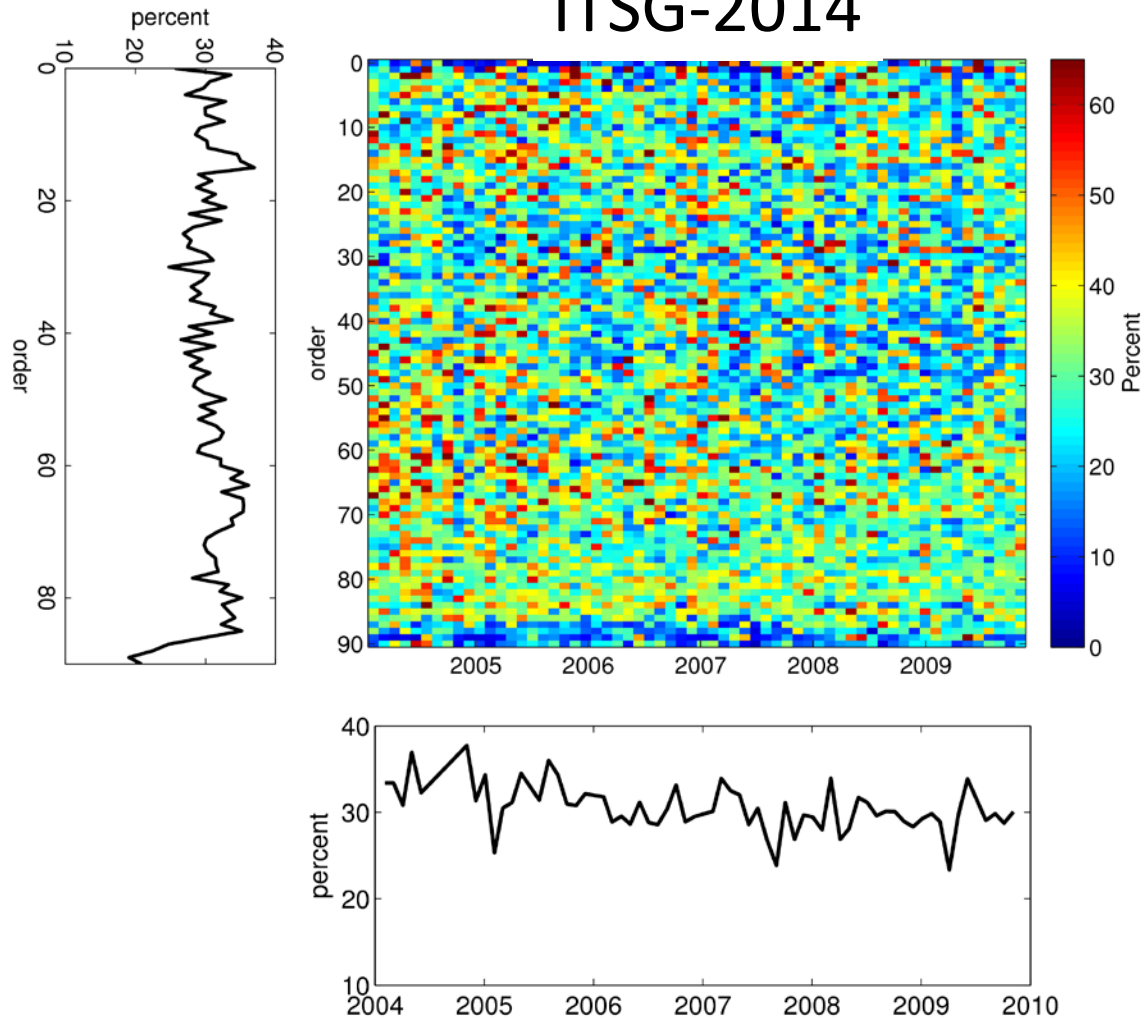 ITSG-2014
percent
10 20 30 40
0 20 40 60 80
order
0 10 20 30 40 50 60 70 80 90
order
2005 2006 2007 2008 2009
60 50 40 30 20 10 0
Percent
40 30 20 10
percent
2004 2005 2006 2007 2008 2009 2010